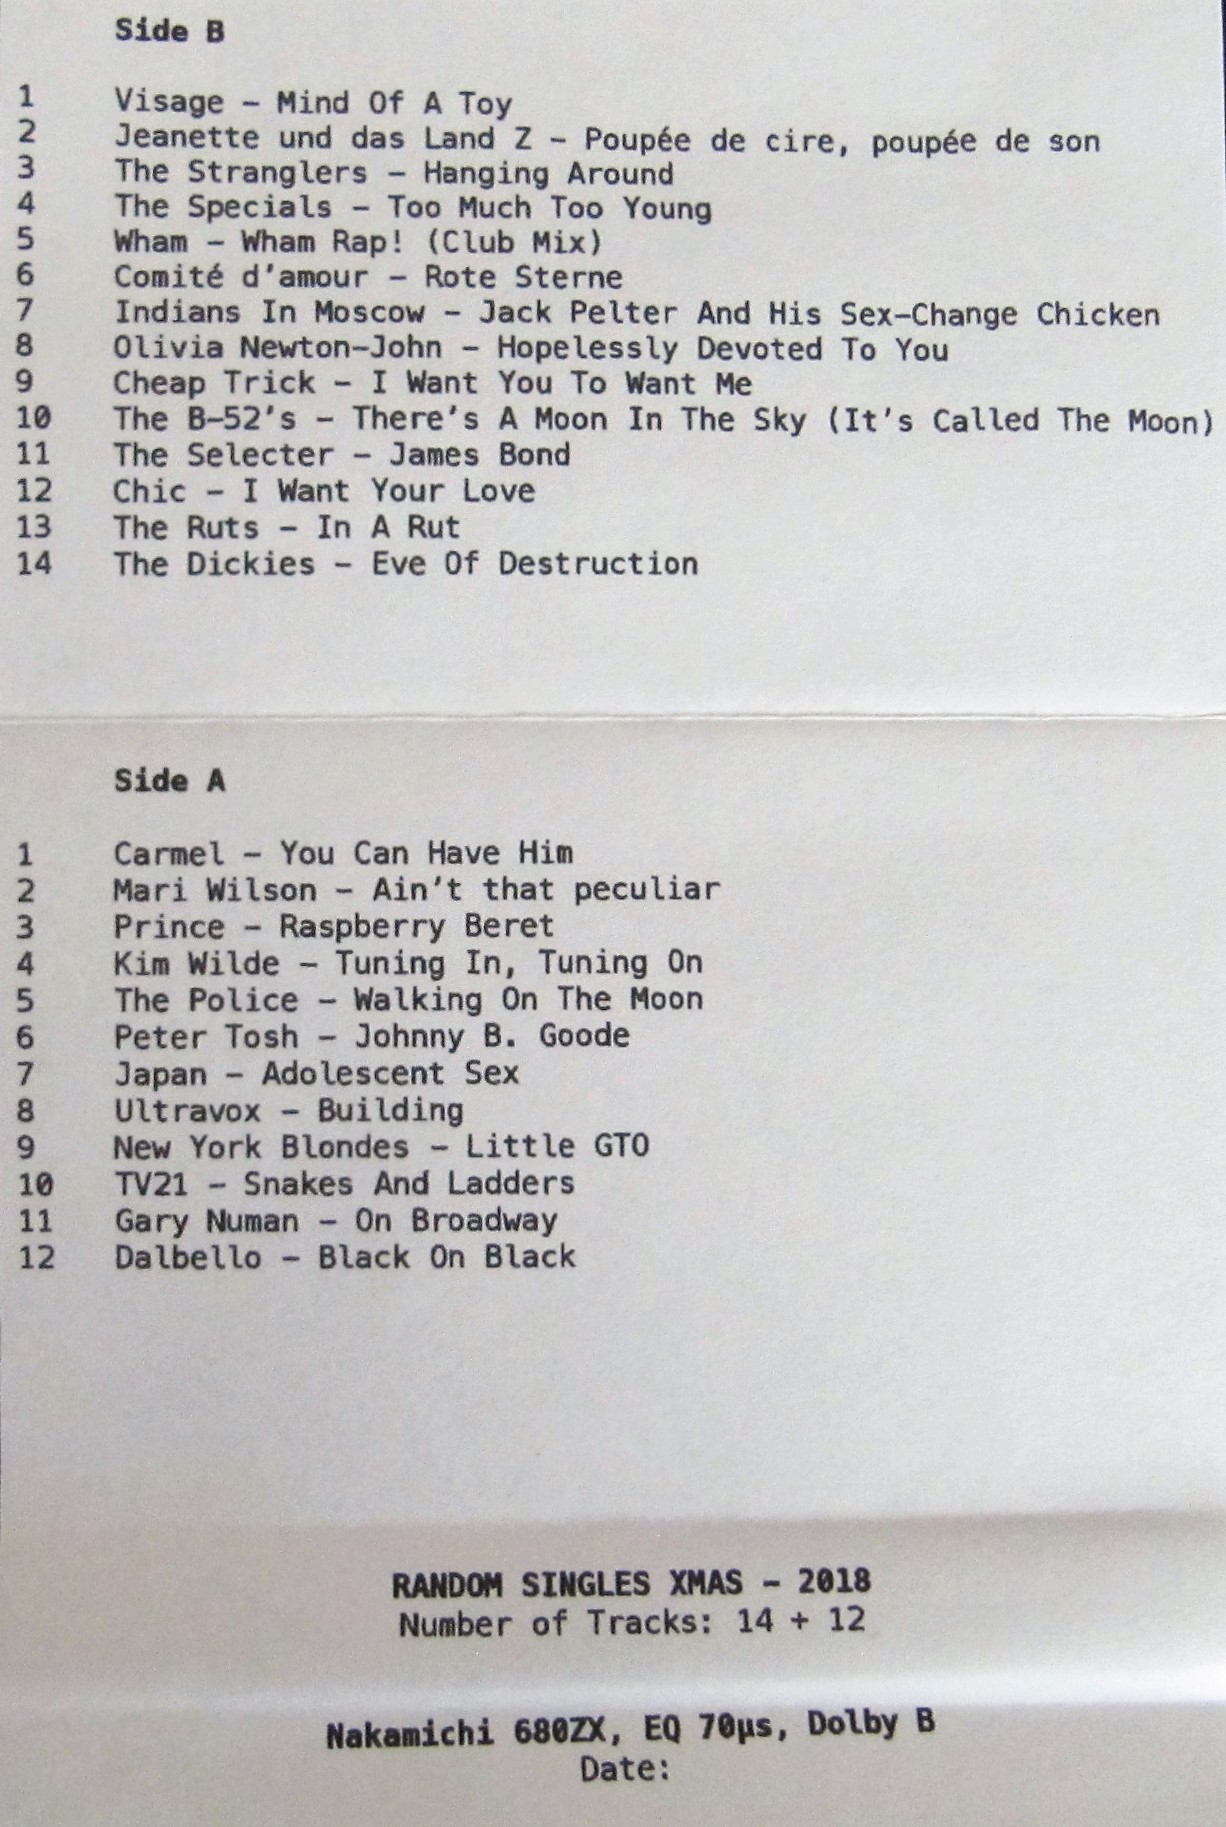 Side B
1 Visage – Mind Of A Toy
2 Jeanette und das Land Z – Poupée de cire, poupée de son
3 The Stranglers – Hanging Around
4 The Specials – Too Much Too Young
5 Wham – Wham Rap! (Club Mix)
6 Comité d'amour – Rote Sterne
7 Indians In Moscow – Jack Pelter And His Sex-Change Chicken
8 Olivia Newton-John – Hopelessly Devoted To You
9 Cheap Trick – I Want You To Want Me
10 The B-52's – There's A Moon In The Sky (It's Called The Moon)
11 The Selecter – James Bond
12 Chic – I Want Your Love
13 The Ruts – In A Rut
14 The Dickies – Eve Of Destruction
Side A
1 Carmel – You Can Have Him
2 Mari Wilson – Ain't that peculiar
3 Prince – Raspberry Beret
4 Kim Wilde – Tuning In, Tuning On
5 The Police – Walking On The Moon
6 Peter Tosh – Johnny B. Goode
7 Japan – Adolescent Sex
8 Ultravox – Building
9 New York Blondes – Little GTO
10 TV21 – Snakes And Ladders
11 Gary Numan – On Broadway
12 Dalbello – Black On Black
RANDOM SINGLES XMAS – 2018
Number of Tracks: 14 + 12
Nakamichi 680ZX, EQ 70µs, Dolby B
Date: